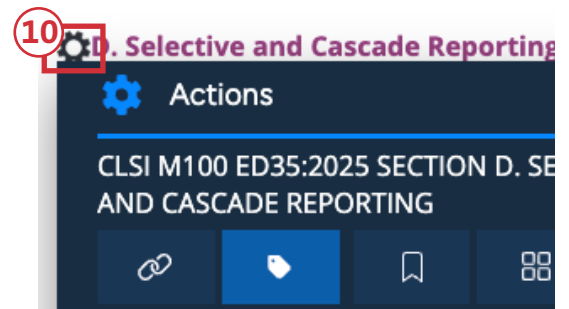 10
D. Selective and Cascade Reporting
Actions
CLSI M100 ED35:2025 SECTION D. SE
AND CASCADE REPORTING